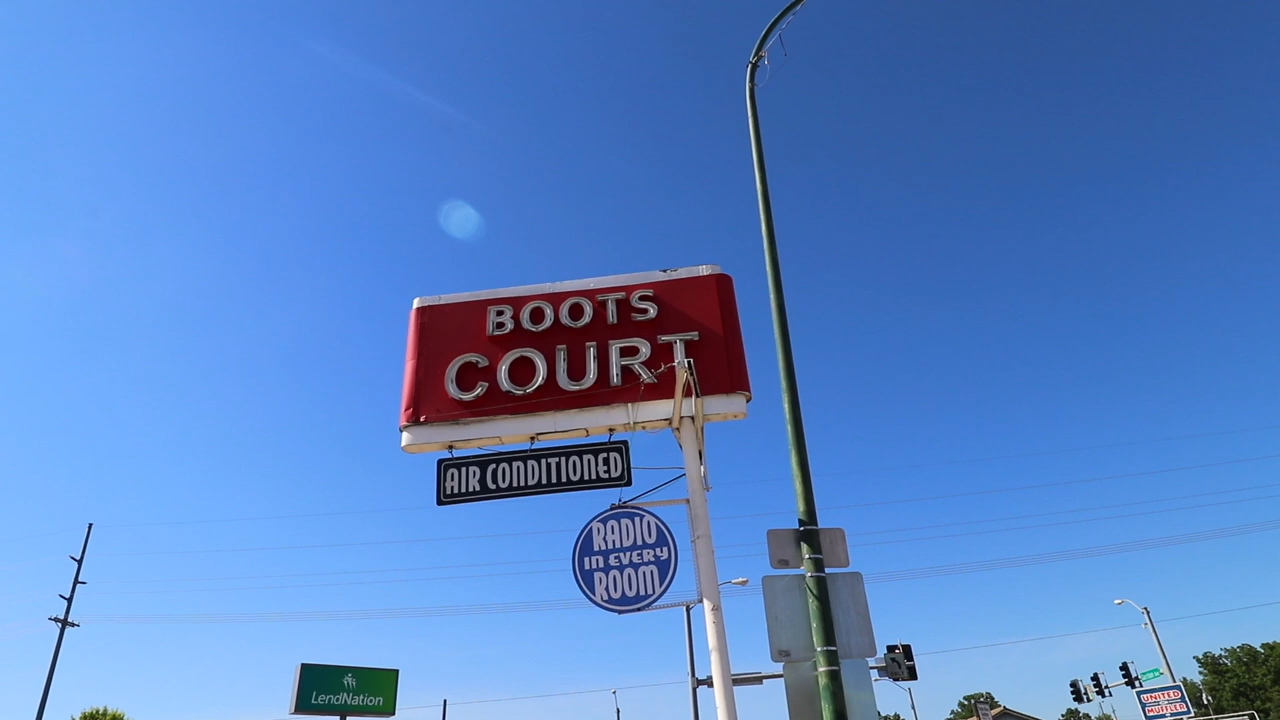 BOOTS
COURT
AIR CONDITIONED
RADIO
IN EVERY
ROOM
LendNation
UNITED
MUFFLER